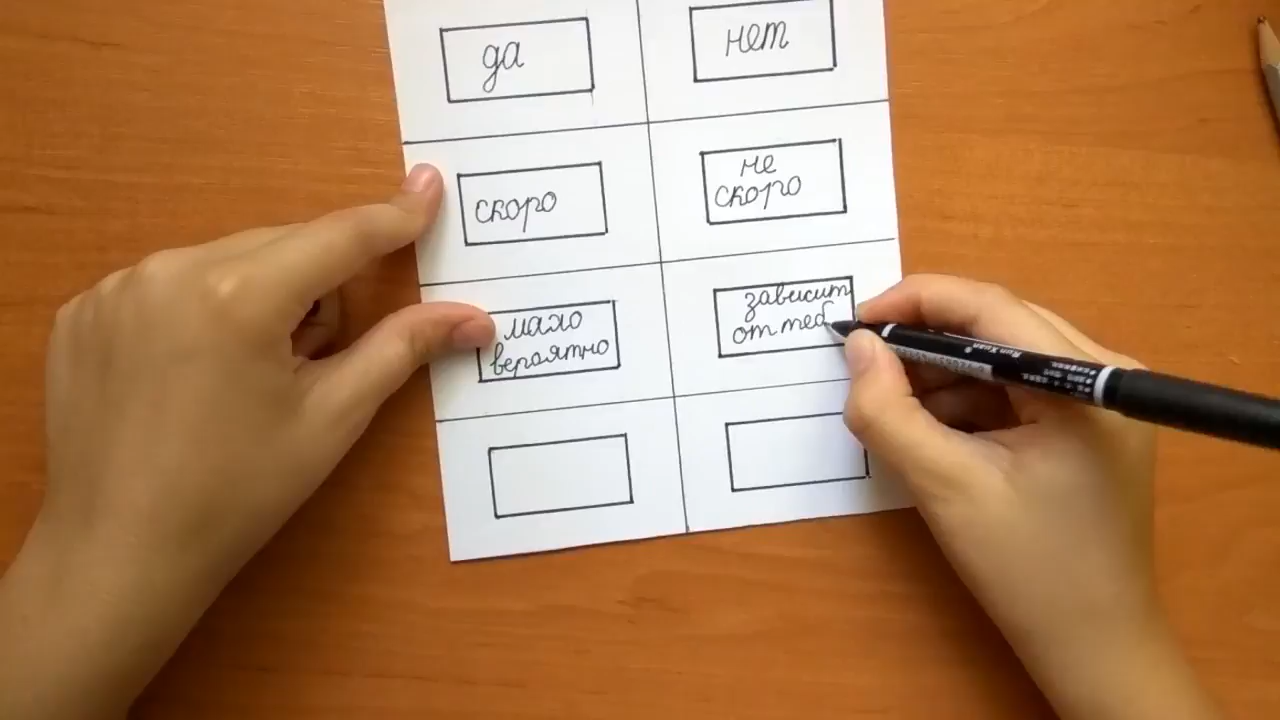 да
нет
скоро
не
скоро
мало
вероятно
зависит
от теб